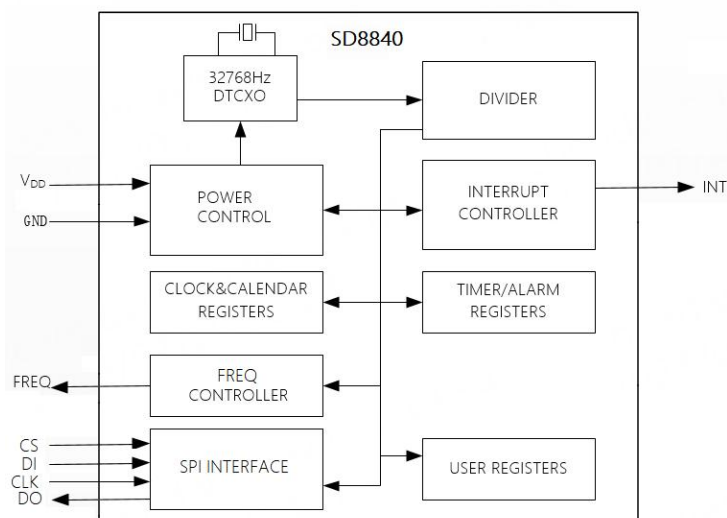 SD8840
32768Hz
DTCXO
DIVIDER
VDD
GND
POWER
CONTROL
INTERRUPT
CONTROLLER
INT
CLOCK&CALENDAR
REGISTERS
TIMER/ALARM
REGISTERS
FREQ
FREQ
CONTROLLER
CS
DI
CLK
DO
SPI INTERFACE
USER REGISTERS